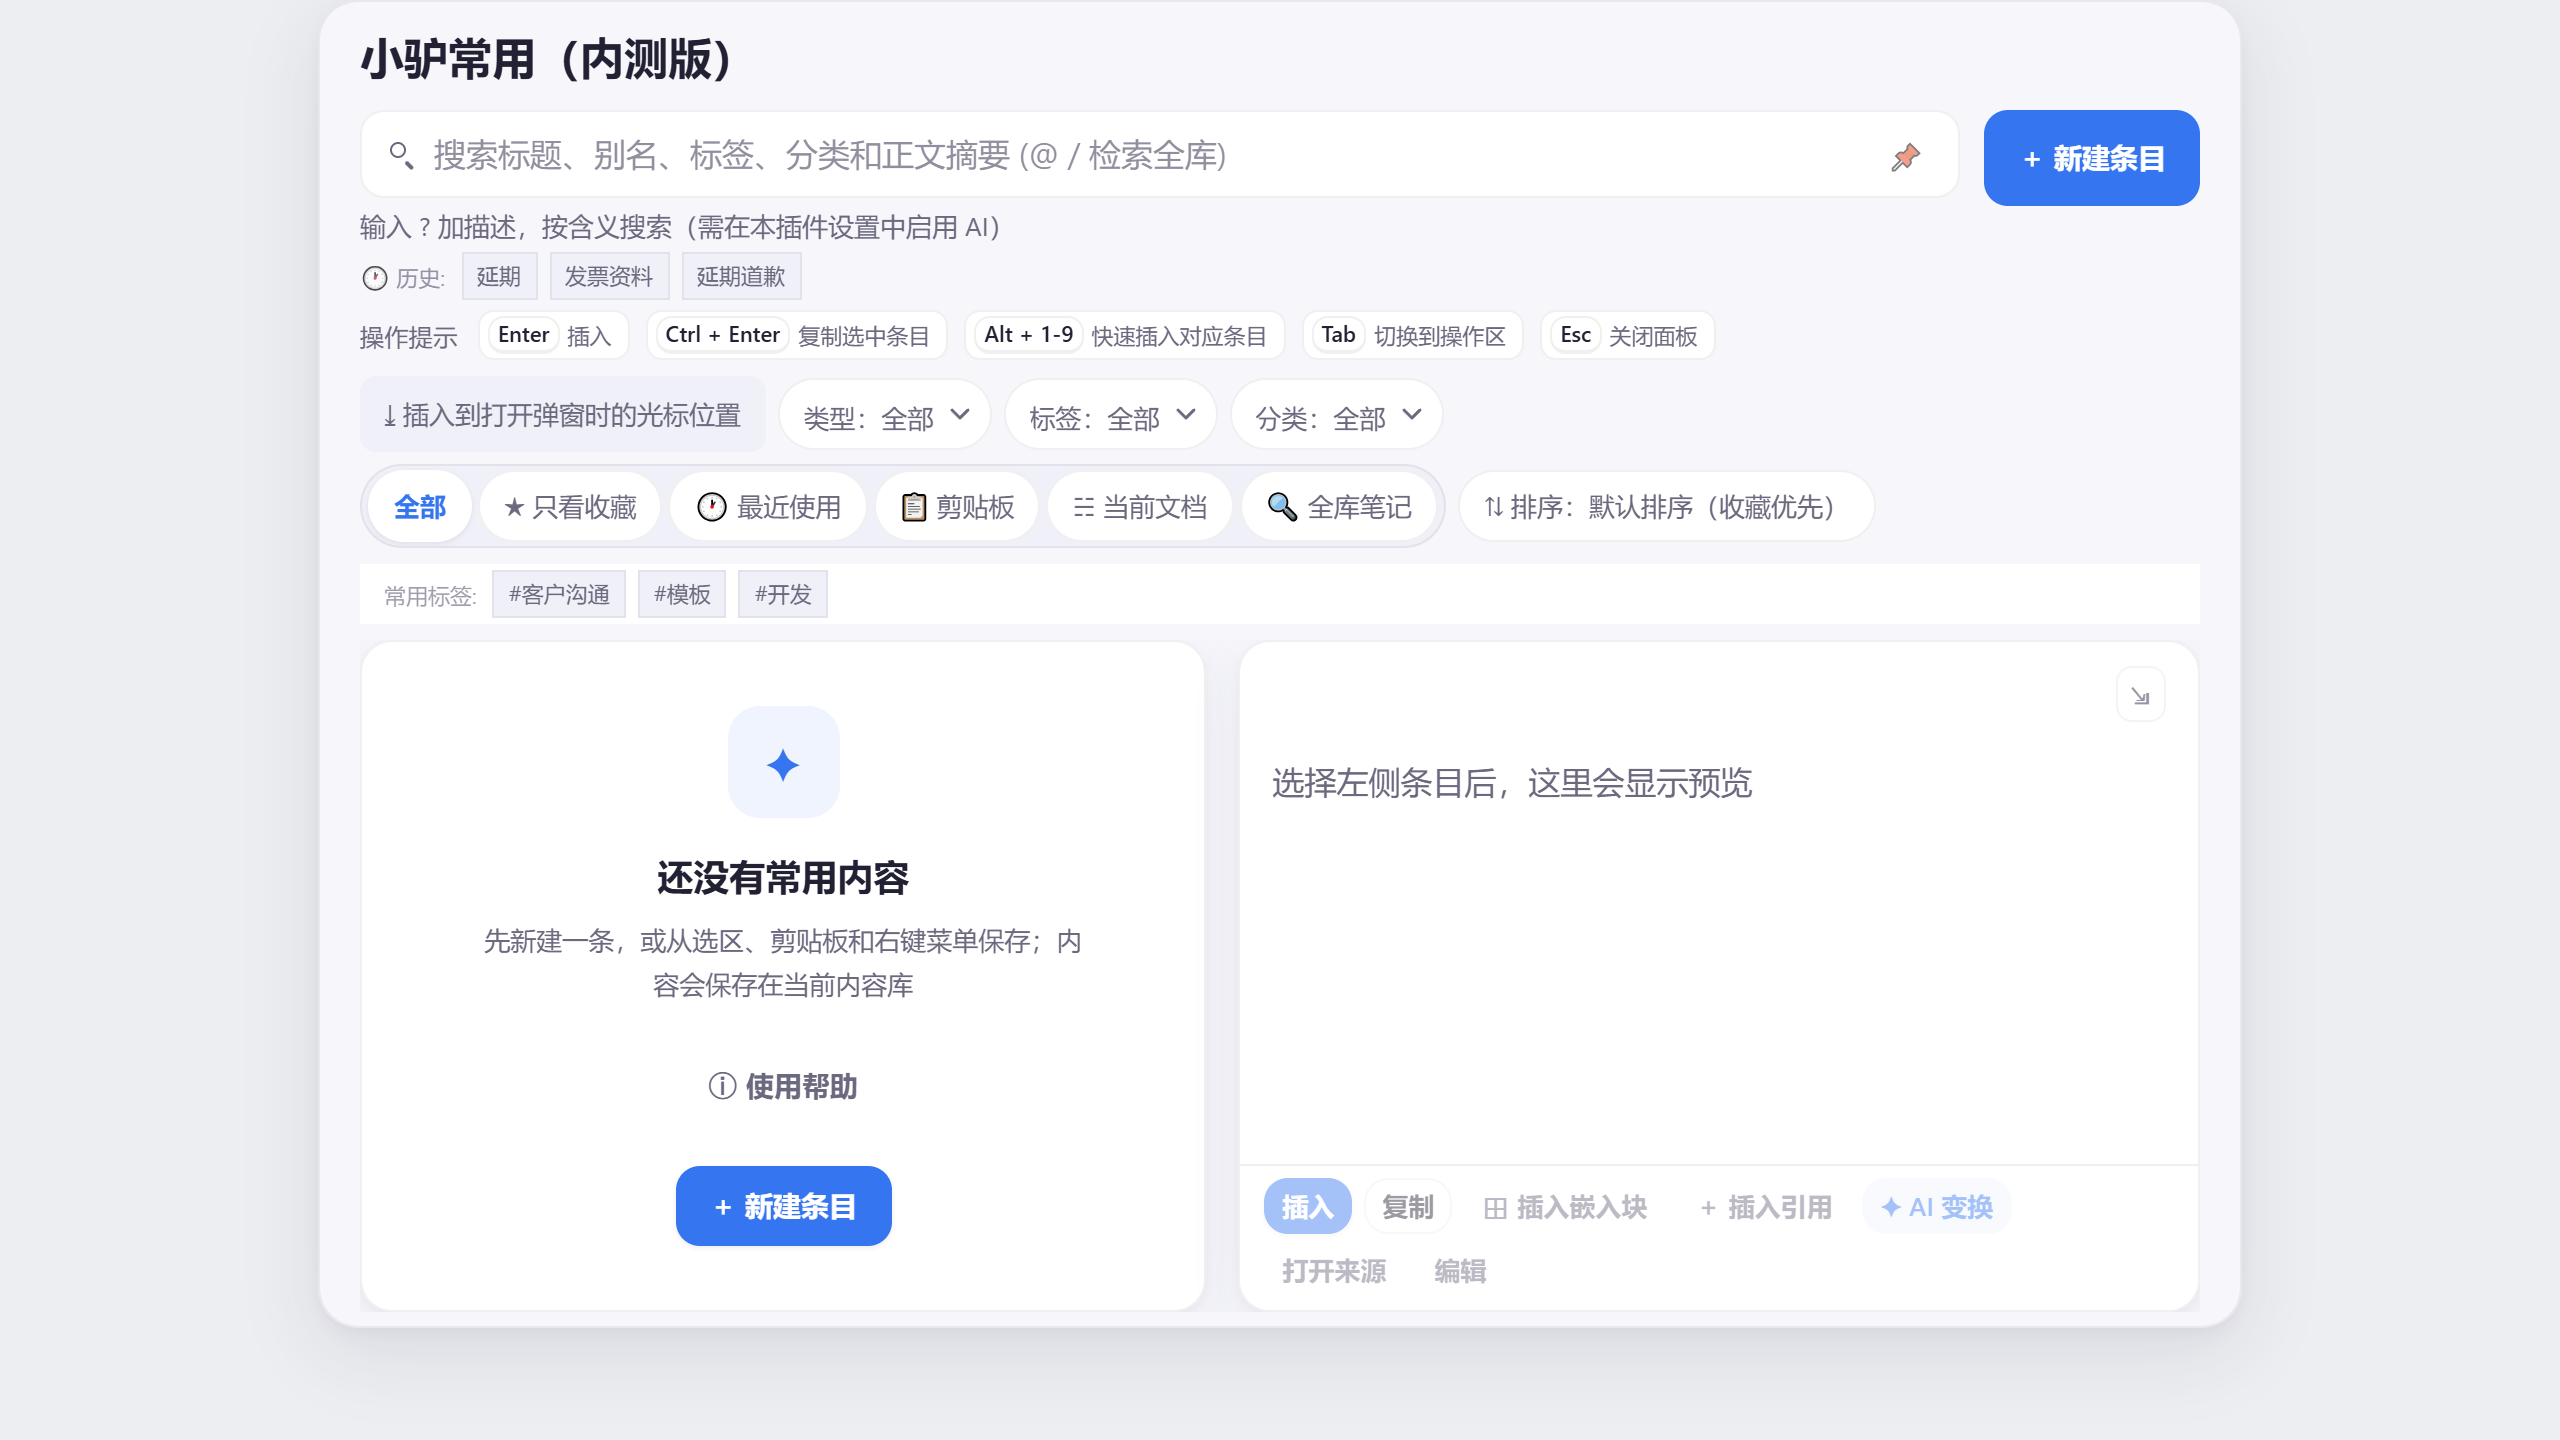 小驴常用（内测版）
搜索标题、别名、标签、分类和正文摘要 (@ / 检索全库)
+ 新建条目
输入 ? 加描述，按含义搜索（需在本插件设置中启用 AI）
历史: 延期 发票资料 延期道歉
操作提示 Enter 插入 Ctrl + Enter 复制选中条目 Alt + 1-9 快速插入对应条目 Tab 切换到操作区 Esc 关闭面板
↓插入到打开弹窗时的光标位置 类型：全部 标签：全部 分类：全部
全部 ★ 只看收藏 最近使用 剪贴板 ☵ 当前文档 全库笔记 ⇅ 排序：默认排序（收藏优先）
常用标签: #客户沟通 #模板 #开发
还没有常用内容
先新建一条，或从选区、剪贴板和右键菜单保存；内
容会保存在当前内容库
ⓘ 使用帮助
+ 新建条目
选择左侧条目后，这里会显示预览
插入 复制 田 插入嵌入块 + 插入引用 ✦ AI 变换
打开来源 编辑